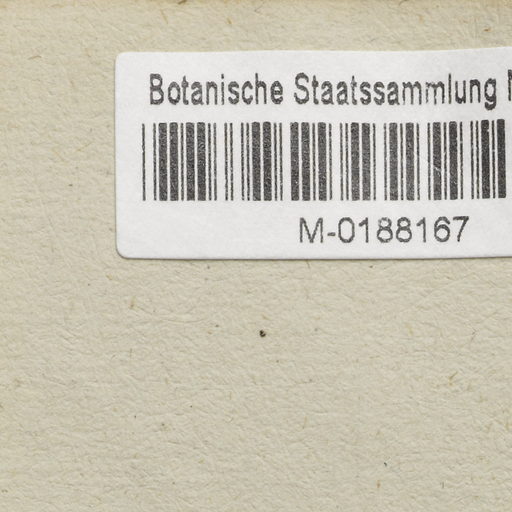 Botanische Staatssammlung
M-0188167